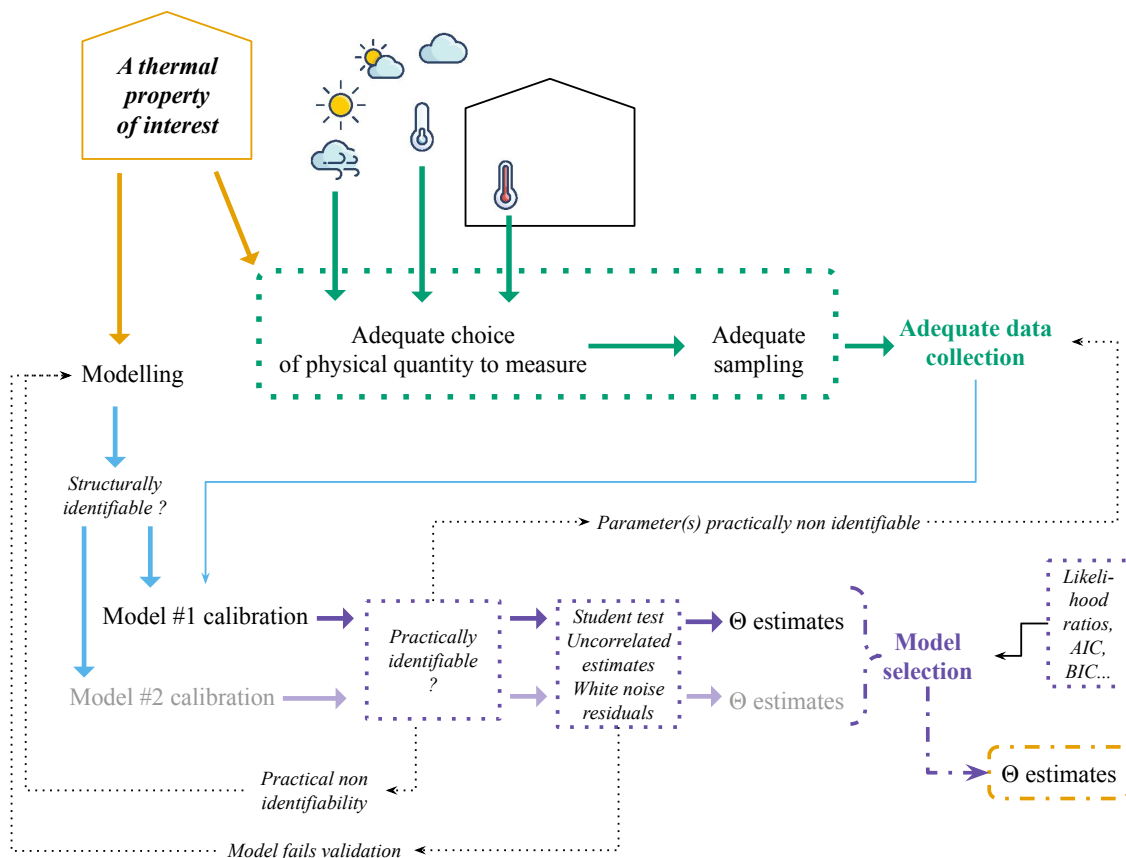 A thermal
property
of interest
Adequate choice
of physical quantity to measure
Adequate
sampling
Adequate data
collection
Modelling
Structurally
identifiable ?
Parameter(s) practically non identifiable
Model #1 calibration
Practically
identifiable
?
Student test
Uncorrelated
estimates
White noise
residuals
Θ estimates
Model
selection
Likeli-
hood
ratios,
AIC,
BIC...
Model #2 calibration
Θ estimates
Θ estimates
Practical non
identifiability
Model fails validation